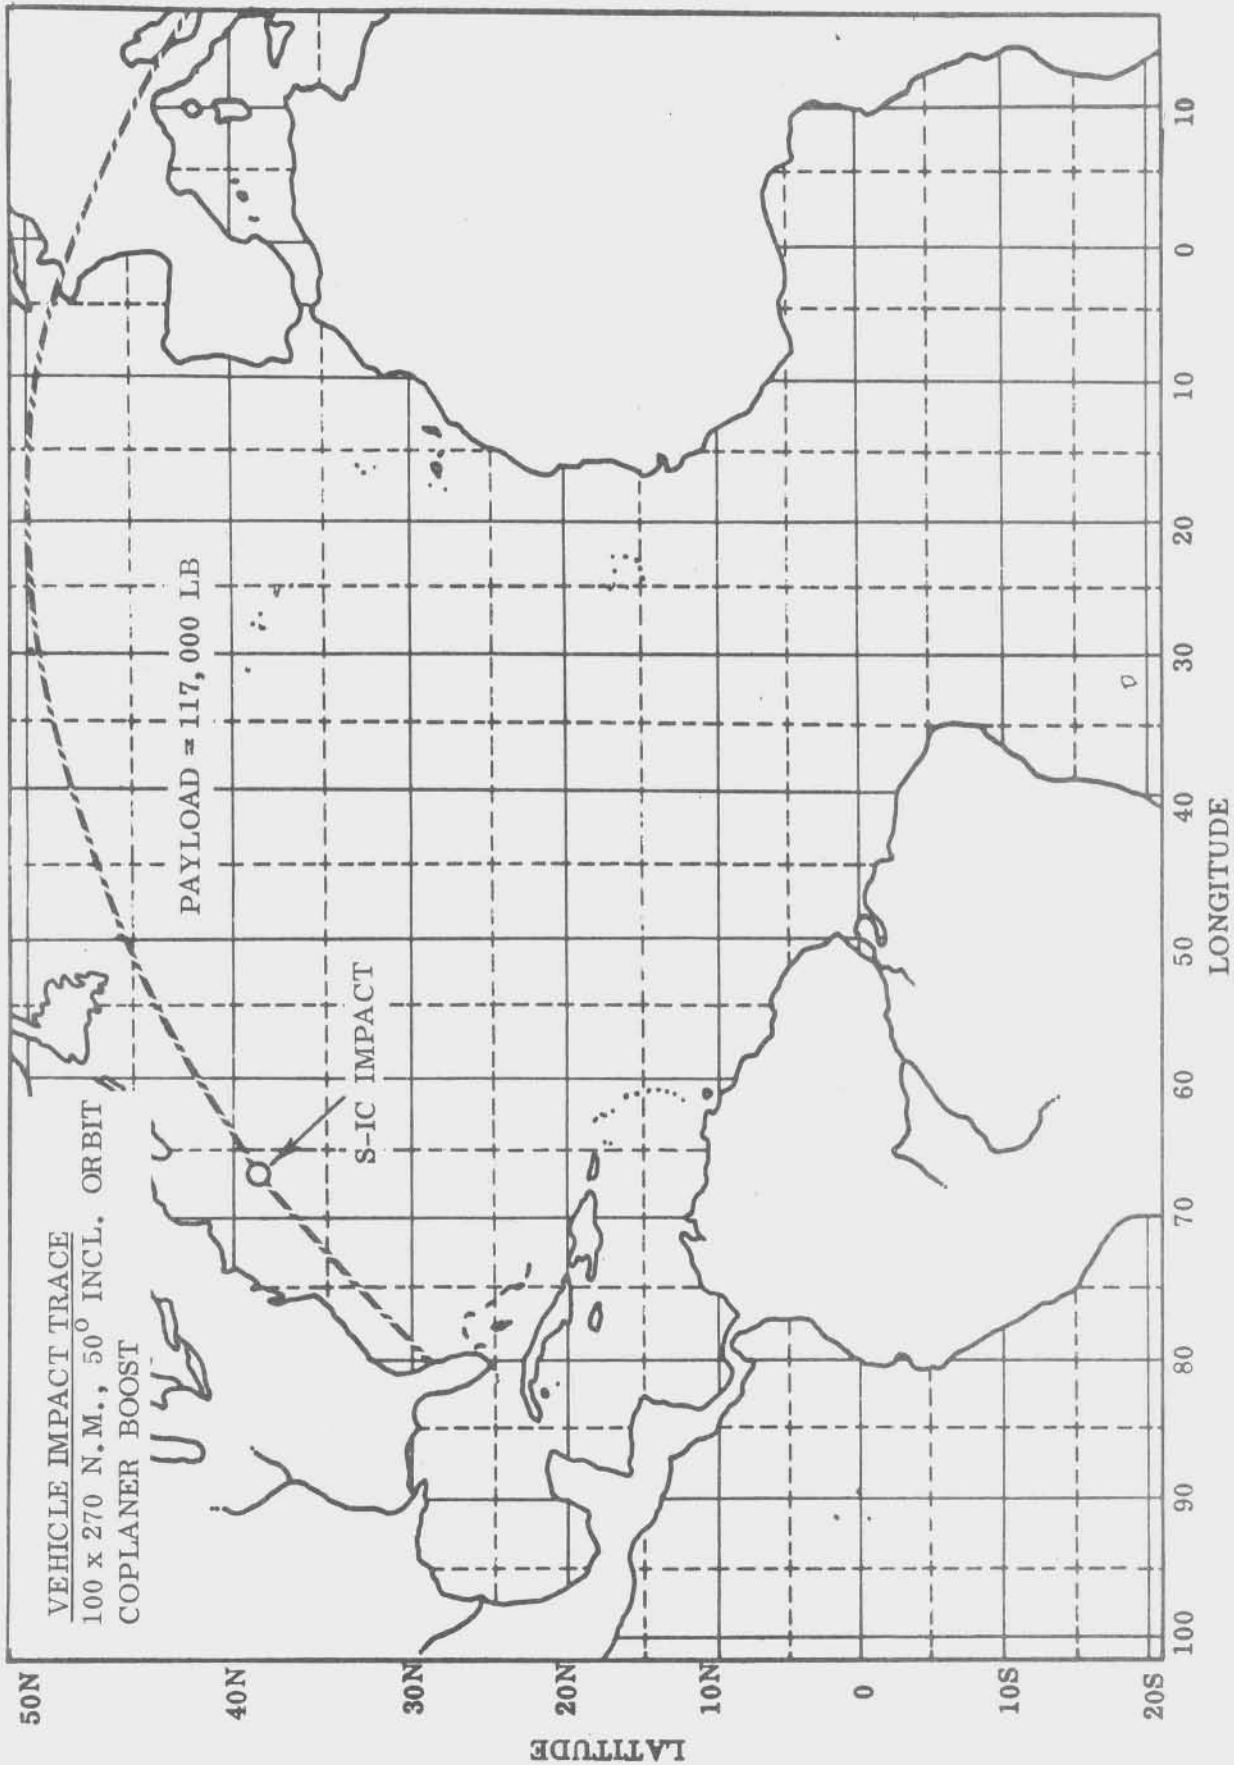 VEHICLE IMPACT TRACE
100 x 270 N.M., 50° INCL. ORBIT
COPLANER BOOST
PAYLOAD = 117,000 LB
S-IC IMPACT
50N
40N
30N
20N
10N
0
10S
20S
LATITUDE
100 90 80 70 60 50 40 30 20 10 0 10
LONGITUDE